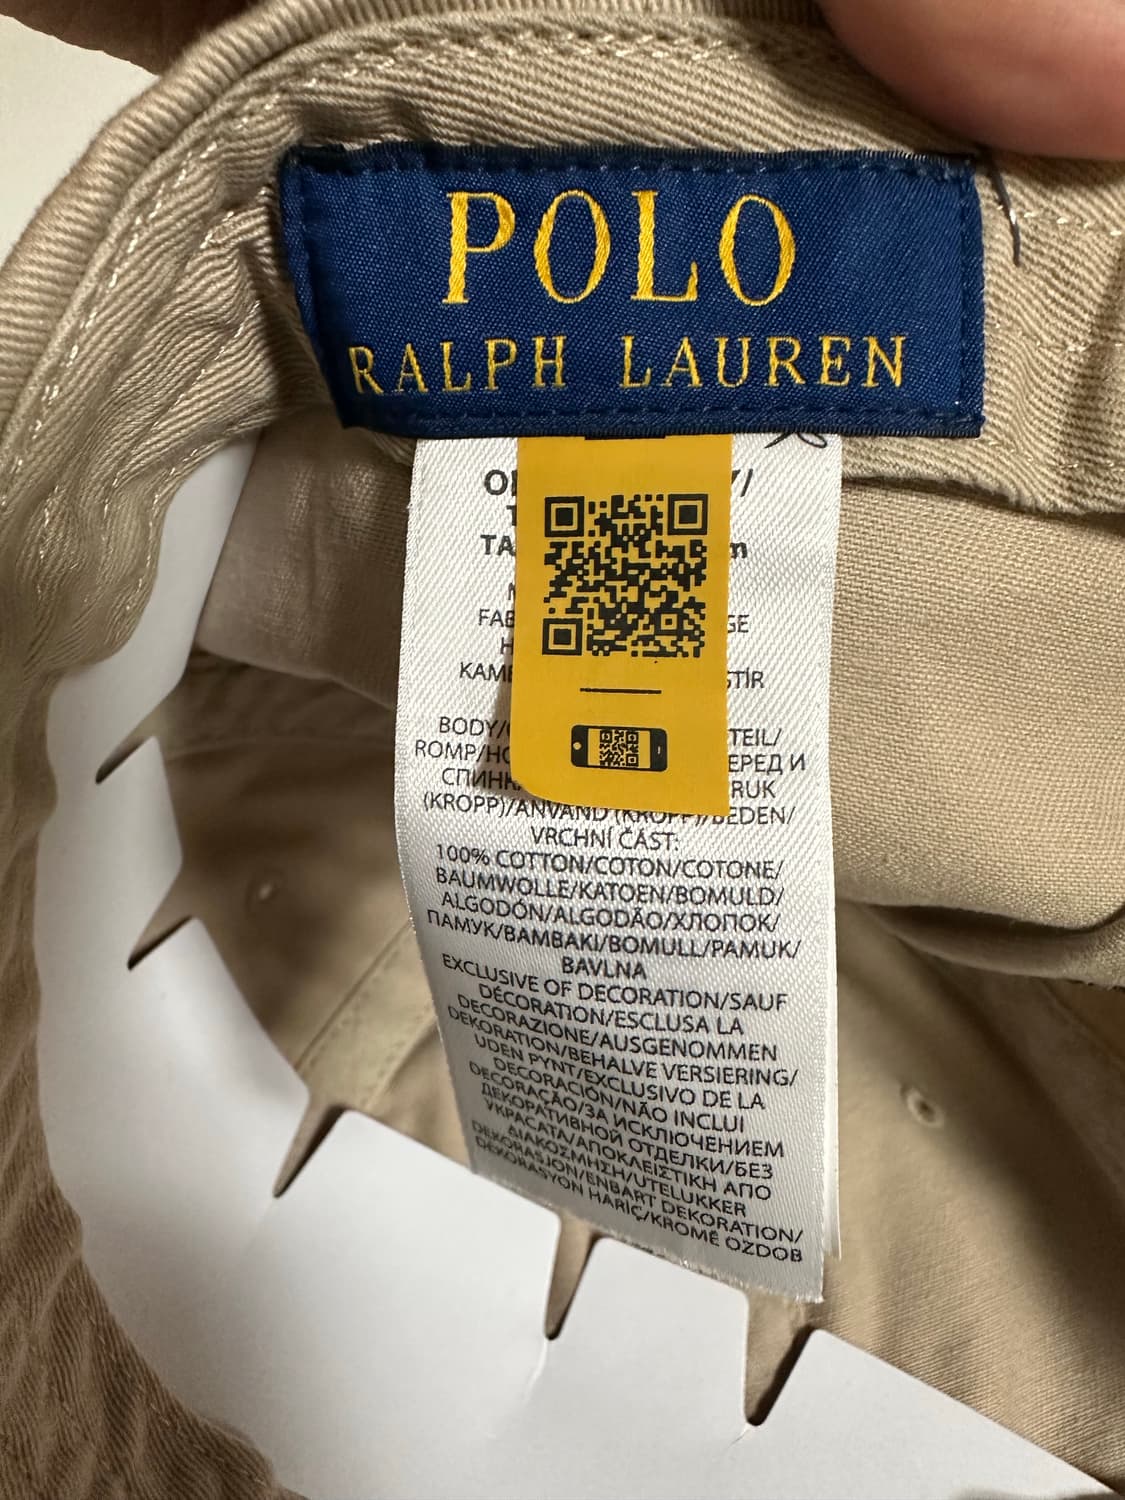 POLO
RALPH LAUREN
BODY/
TEIL/
ROMP/
И
(KROPP)/ANVÄND (KROPP)/BEDEN/
VRCHNÍ ČÁST:
100% COTTON/COTON/COTONE/
BAUMWOLLE/KATOEN/BOMULD/
ALGODÓN/ALGODÃO/ХЛОПОК/
ПАМУК/BAMBAKI/BOMULL/PAMUK/
BAVLNA
EXCLUSIVE OF DECORATION/SAUF
DÉCORATION/ESCLUSA LA
DECORAZIONE/AUSGENOMMEN
DEKORATION/BEHALVE VERSIERING/
UDEN PYNT/EXCLUSIVO DE LA
DECORACIÓN/NÃO INCLUI
DECORAÇÃO/ЗА ИСКЛЮЧЕНИЕМ
ДЕКОРАТИВНОЙ ОТДЕЛКИ/БЕЗ
УКРАСАТА/ΑΠΟΚΛΕΙΣΤΙΚΗ ΑΠΟ
ΔΙΑΚΟΣΜΗΣΗ/UTELUKKER
DEKORASJON/ENBART DEKORATION/
DEKORASYON HARİÇ/KROMĚ OZDOB